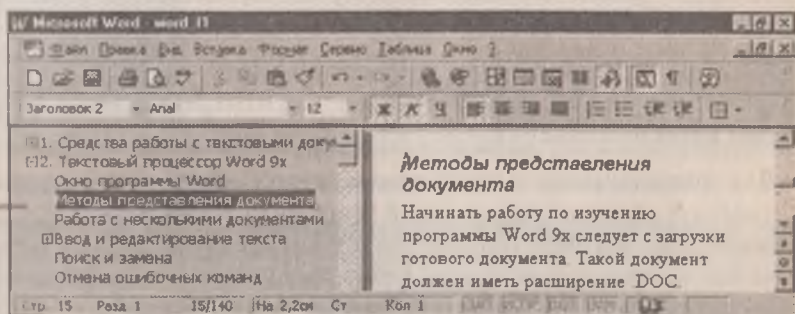 Microsoft Word - word_11
Файл Правка Вид Вставка Формат Сервис Таблица Окно ?
Заголовок 2 Arial 12 Ж К Ч
1. Средства работы с текстовыми доку
2. Текстовый процессор Word 9x
Окно программы Word
Методы представления документа
Работа с несколькими документами
Ввод и редактирование текста
Поиск и замена
Отмена ошибочных команд
Методы представления
документа
Начинать работу по изучению
программы Word 9x следует с загрузки
готового документа. Такой документ
должен иметь расширение .DOC.
Стр. 15 Разд 1 15/140 На 2,2см Ст Кол 1